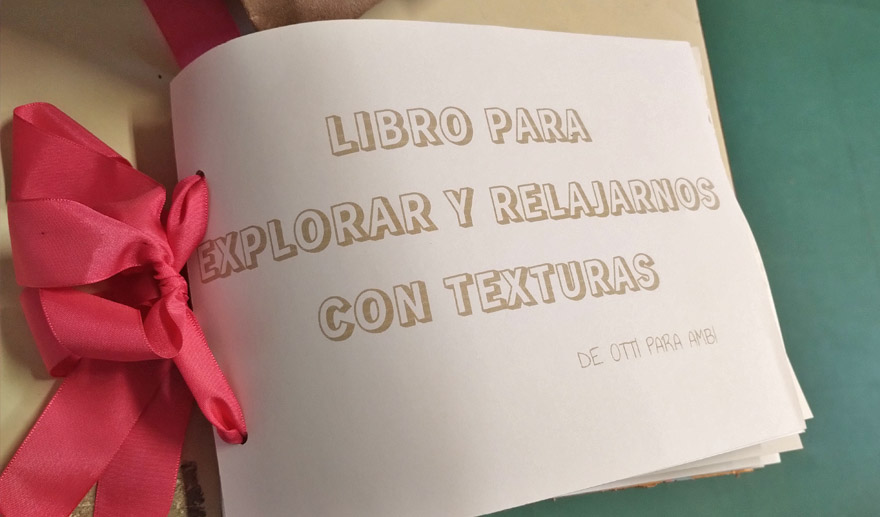 LIBRO PARA
EXPLORAR Y RELAJARNOS
CON TEXTURAS
DE OTTI PARA AMBI